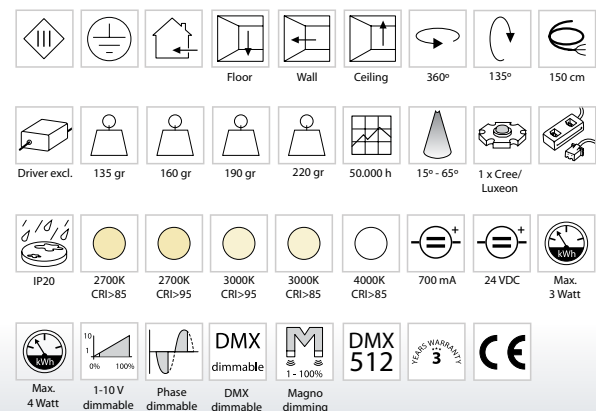 III
Floor
Wall
Ceiling
360º
135º
150 cm
Driver excl.
135 gr
160 gr
190 gr
220 gr
50.000 h
15º - 65º
1 x Cree/
Luxeon
IP20
2700K
CRI>85
2700K
CRI>95
3000K
CRI>95
3000K
CRI>85
4000K
CRI>85
+
700 mA
+
24 VDC
kWh
Max.
3 Watt
kWh
Max.
4 Watt
10
1
0% 100%
1-10 V
dimmable
Phase
dimmable
DMX
dimmable
DMX
dimmable
M
1 - 100%
Magno
dimming
DMX
512
YEARS WARRANTY
3
CE